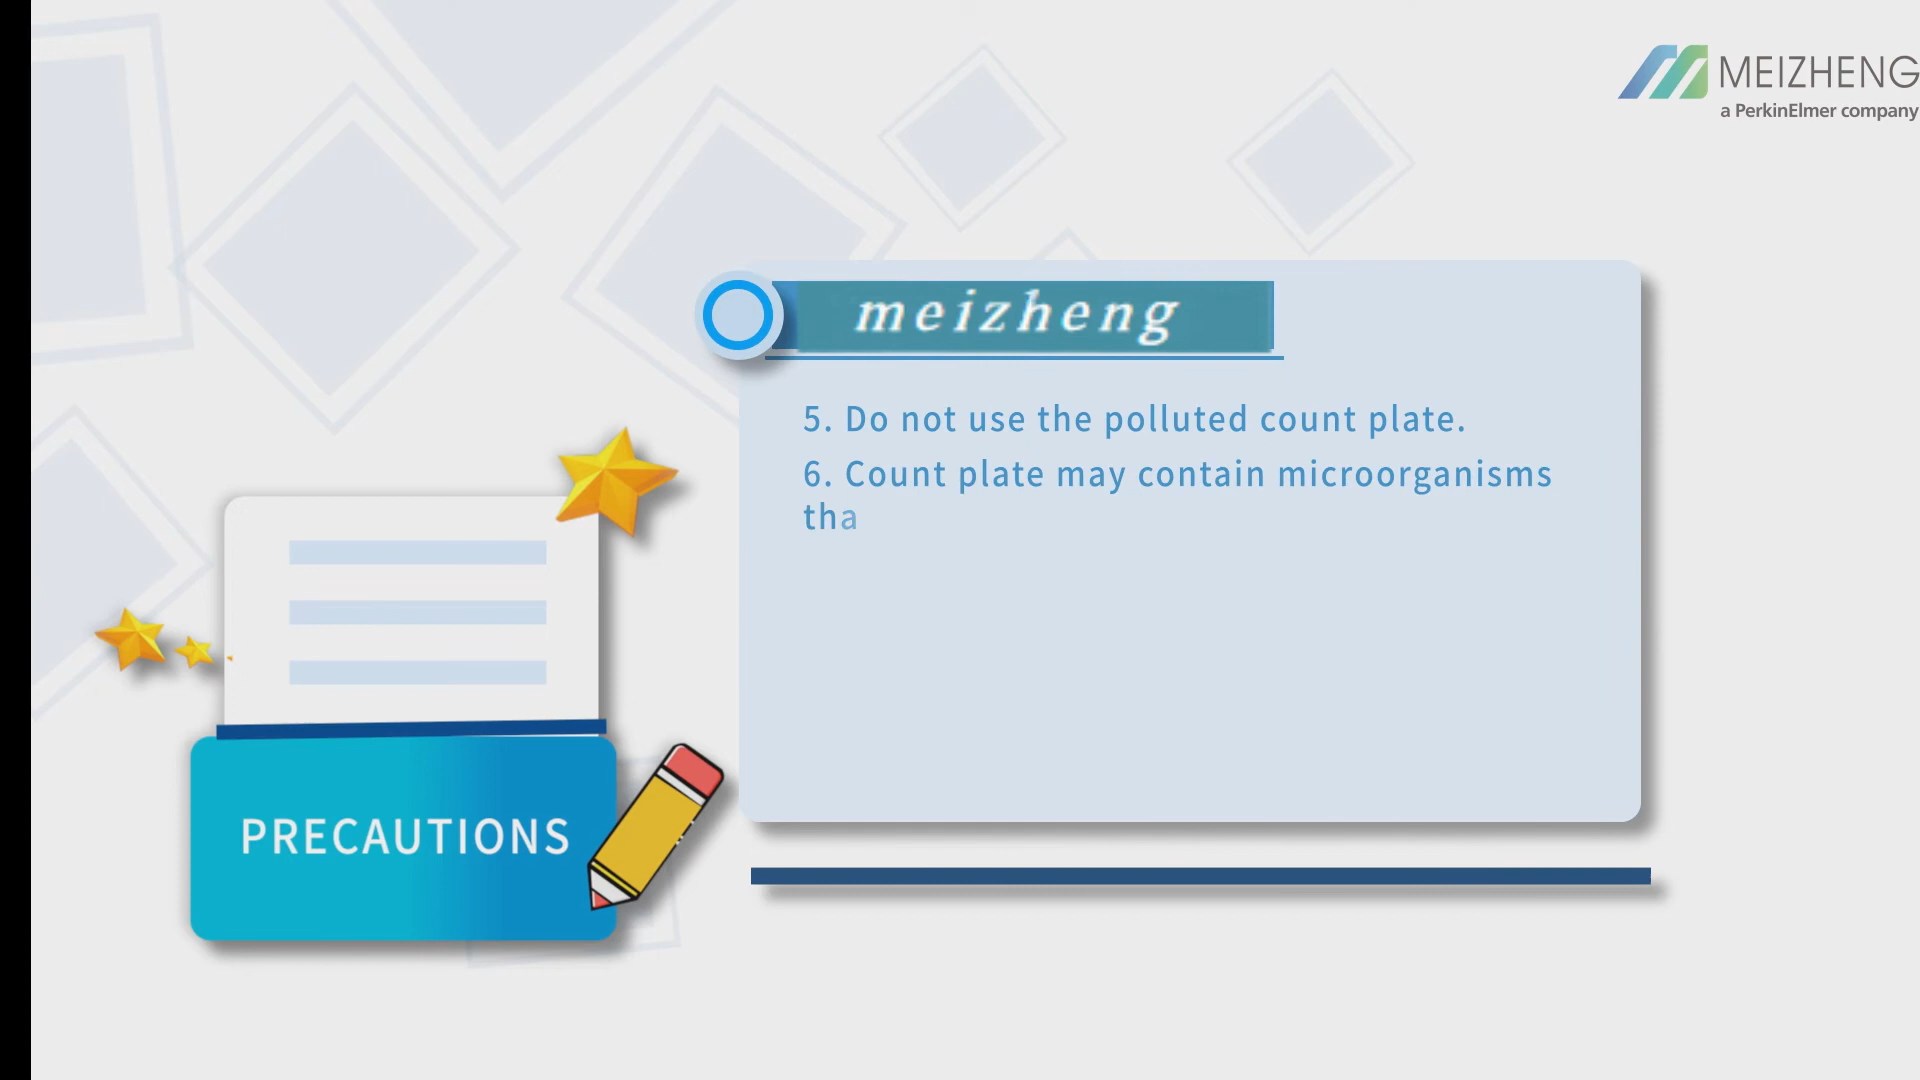 MEIZHENG
a PerkinElmer company
meizheng
5. Do not use the polluted count plate.
6. Count plate may contain microorganisms
tha
PRECAUTIONS